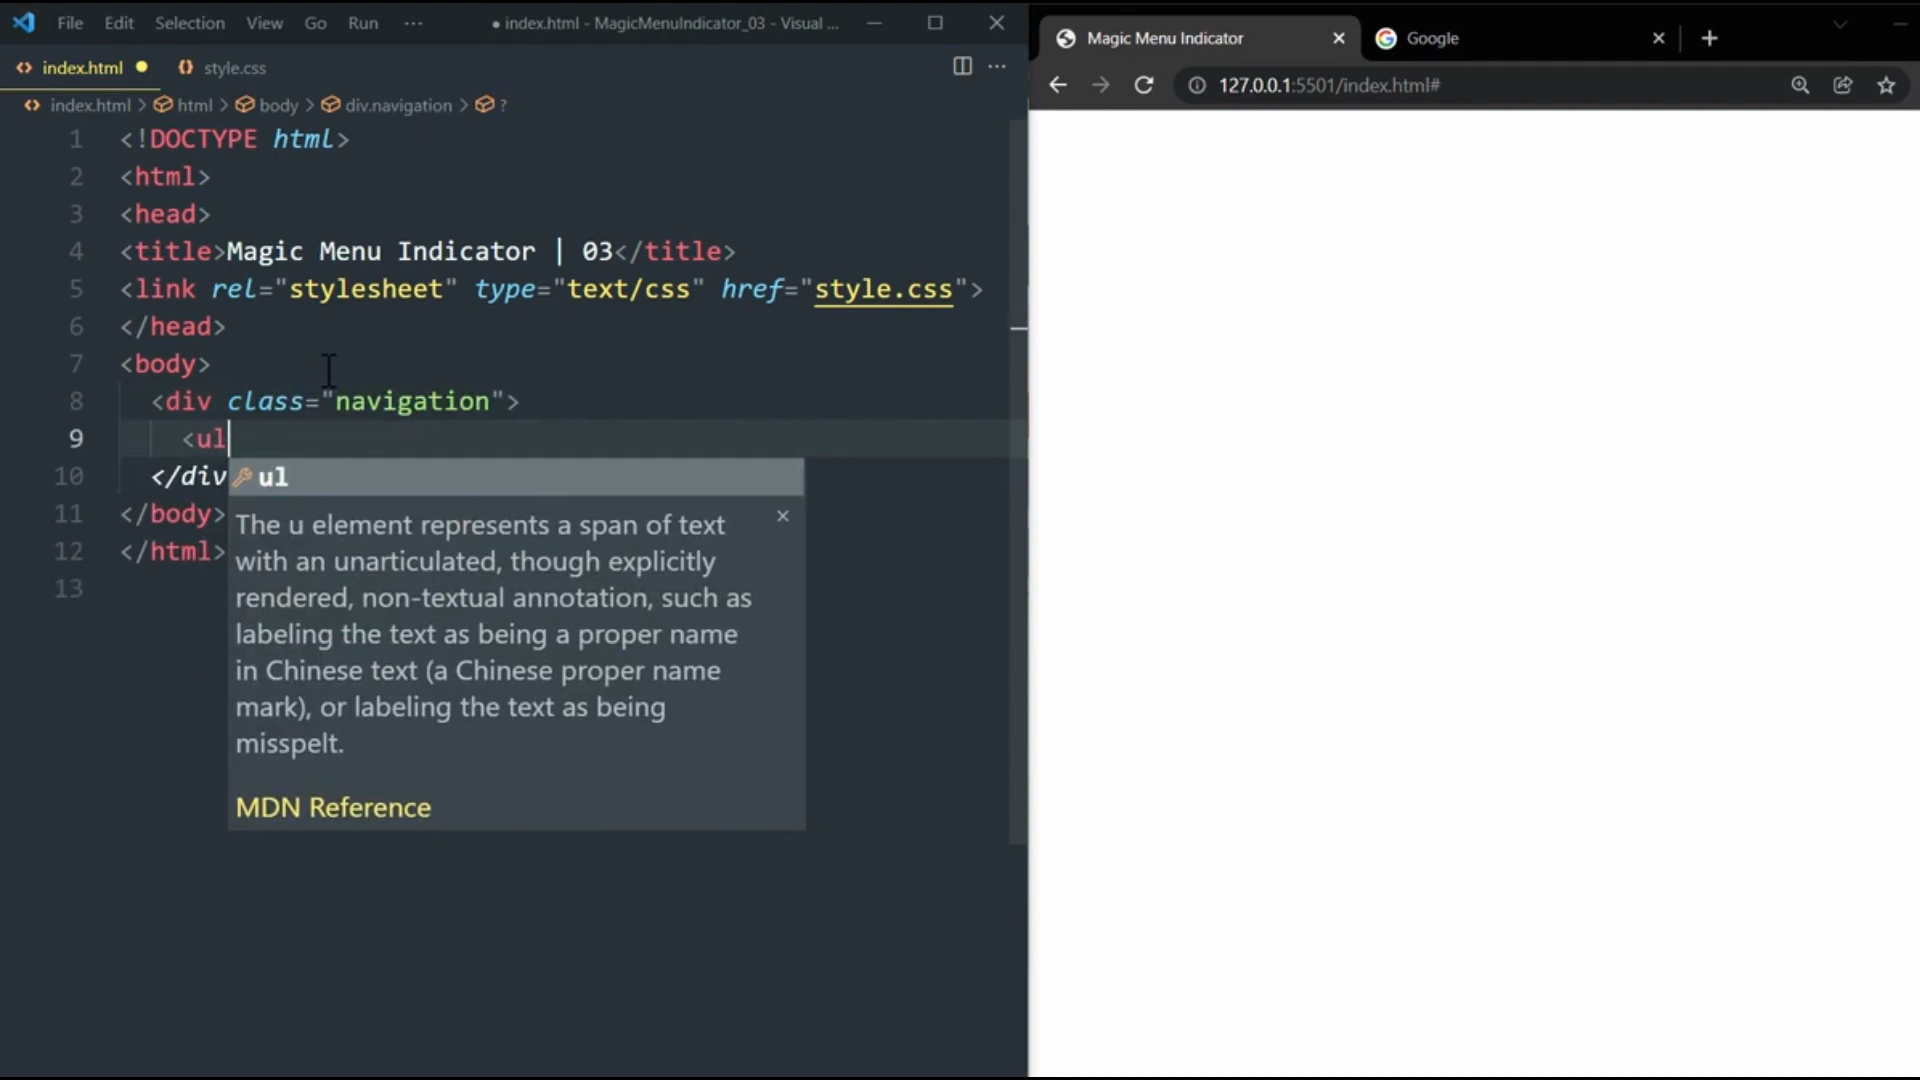 File Edit Selection View Go Run ··· ● index.html - MagicMenuIndicator_03 - Visual ...
index.html ● style.css
index.html > html > body > div.navigation > ?
1 <!DOCTYPE html>
2 <html>
3 <head>
4 <title>Magic Menu Indicator | 03</title>
5 <link rel="stylesheet" type="text/css" href="style.css">
6 </head>
7 <body>
8 <div class="navigation">
9 <ul
10 </div
11 </body>
12 </html>
13
ul
The u element represents a span of text
with an unarticulated, though explicitly
rendered, non-textual annotation, such as
labeling the text as being a proper name
in Chinese text (a Chinese proper name
mark), or labeling the text as being
misspelt.
MDN Reference
Magic Menu Indicator
Google
127.0.0.1:5501/index.html#